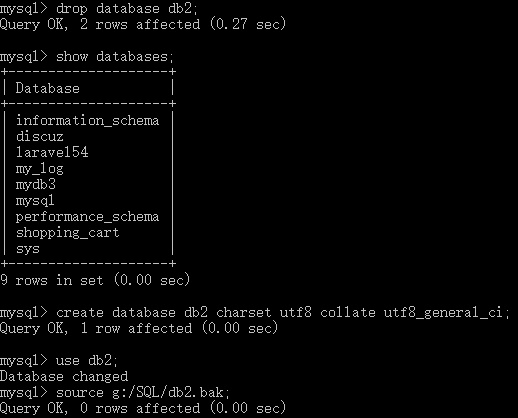 mysql> drop database db2;
Query OK, 2 rows affected (0.27 sec)
mysql> show databases;
+--------------------+
| Database           |
+--------------------+
| information_schema |
| discuz             |
| laravel54          |
| my_log             |
| mydb3              |
| mysql              |
| performance_schema |
| shopping_cart      |
| sys                |
+--------------------+
9 rows in set (0.00 sec)
mysql> create database db2 charset utf8 collate utf8_general_ci;
Query OK, 1 row affected (0.00 sec)
mysql> use db2;
Database changed
mysql> source g:/SQL/db2.bak;
Query OK, 0 rows affected (0.00 sec)